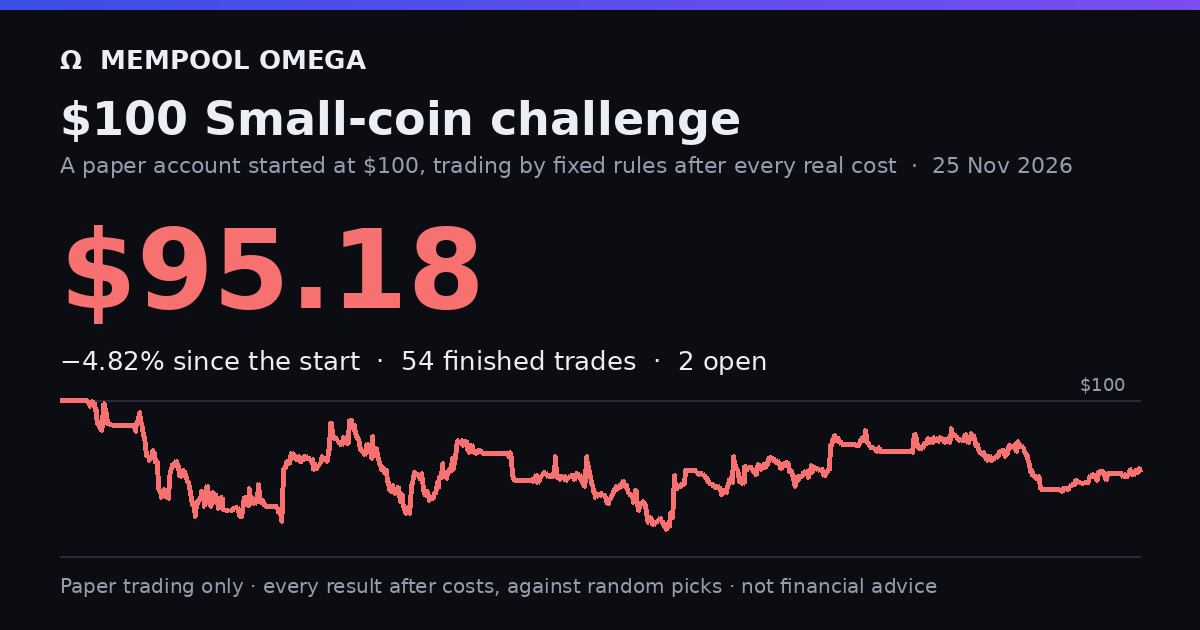 Ω MEMPOOL OMEGA
$100 Small-coin challenge
A paper account started at $100, trading by fixed rules after every real cost · 25 Nov 2026
$95.18
−4.82% since the start · 54 finished trades · 2 open
$100
Paper trading only · every result after costs, against random picks · not financial advice